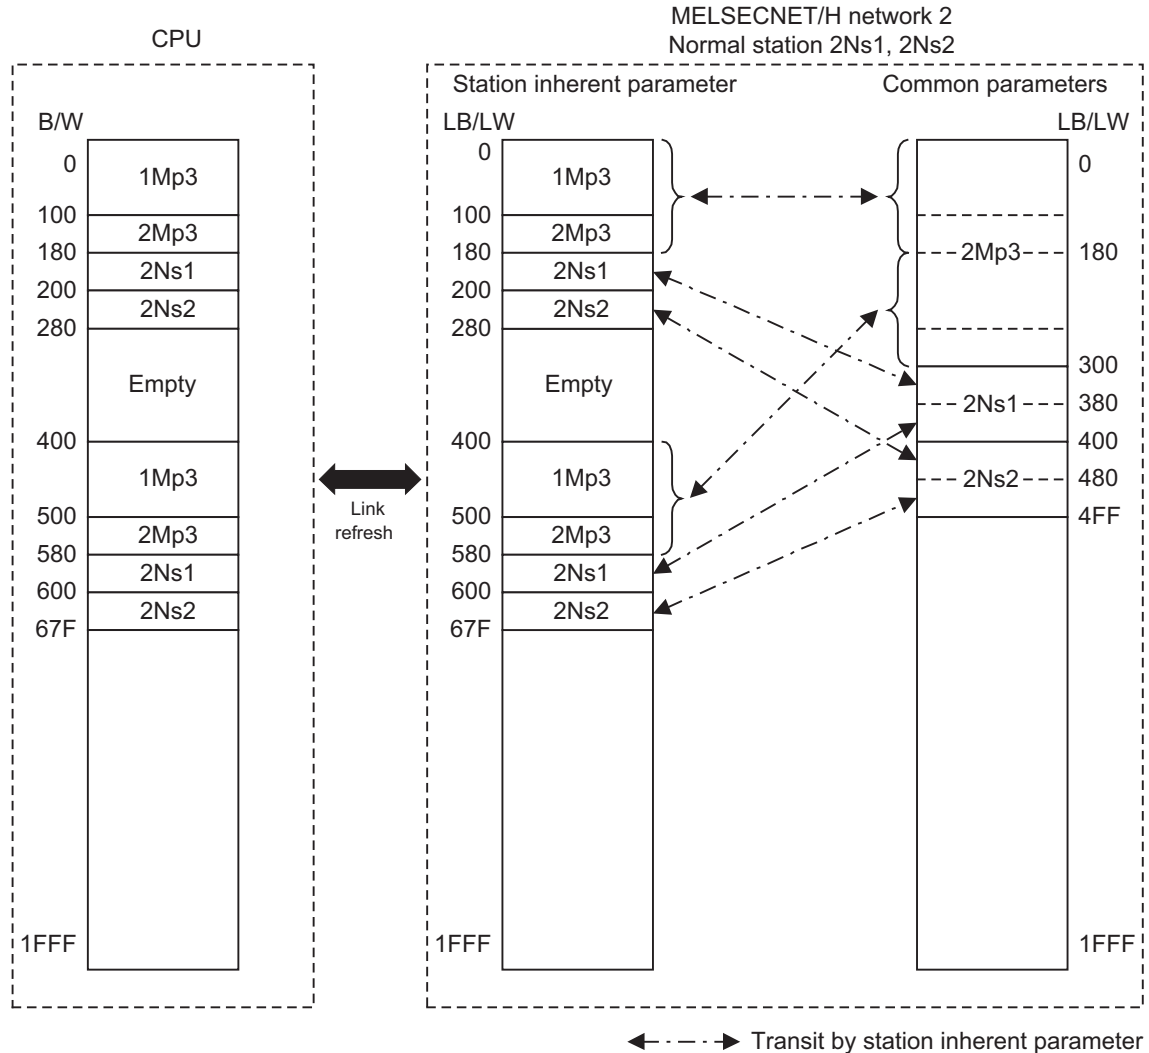 MELSECNET/H network 2
Normal station 2Ns1, 2Ns2
CPU
Station inherent parameter
Common parameters
B/W
0
1Mp3
100
2Mp3
180
2Ns1
200
2Ns2
280
Empty
400
1Mp3
500
2Mp3
580
2Ns1
600
2Ns2
67F
1FFF
Link
refresh
LB/LW
0
1Mp3
100
2Mp3
180
2Ns1
200
2Ns2
280
Empty
400
1Mp3
500
2Mp3
580
2Ns1
600
2Ns2
67F
1FFF
LB/LW
0
2Mp3
180
300
2Ns1
380
400
2Ns2
480
4FF
1FFF
Transit by station inherent parameter